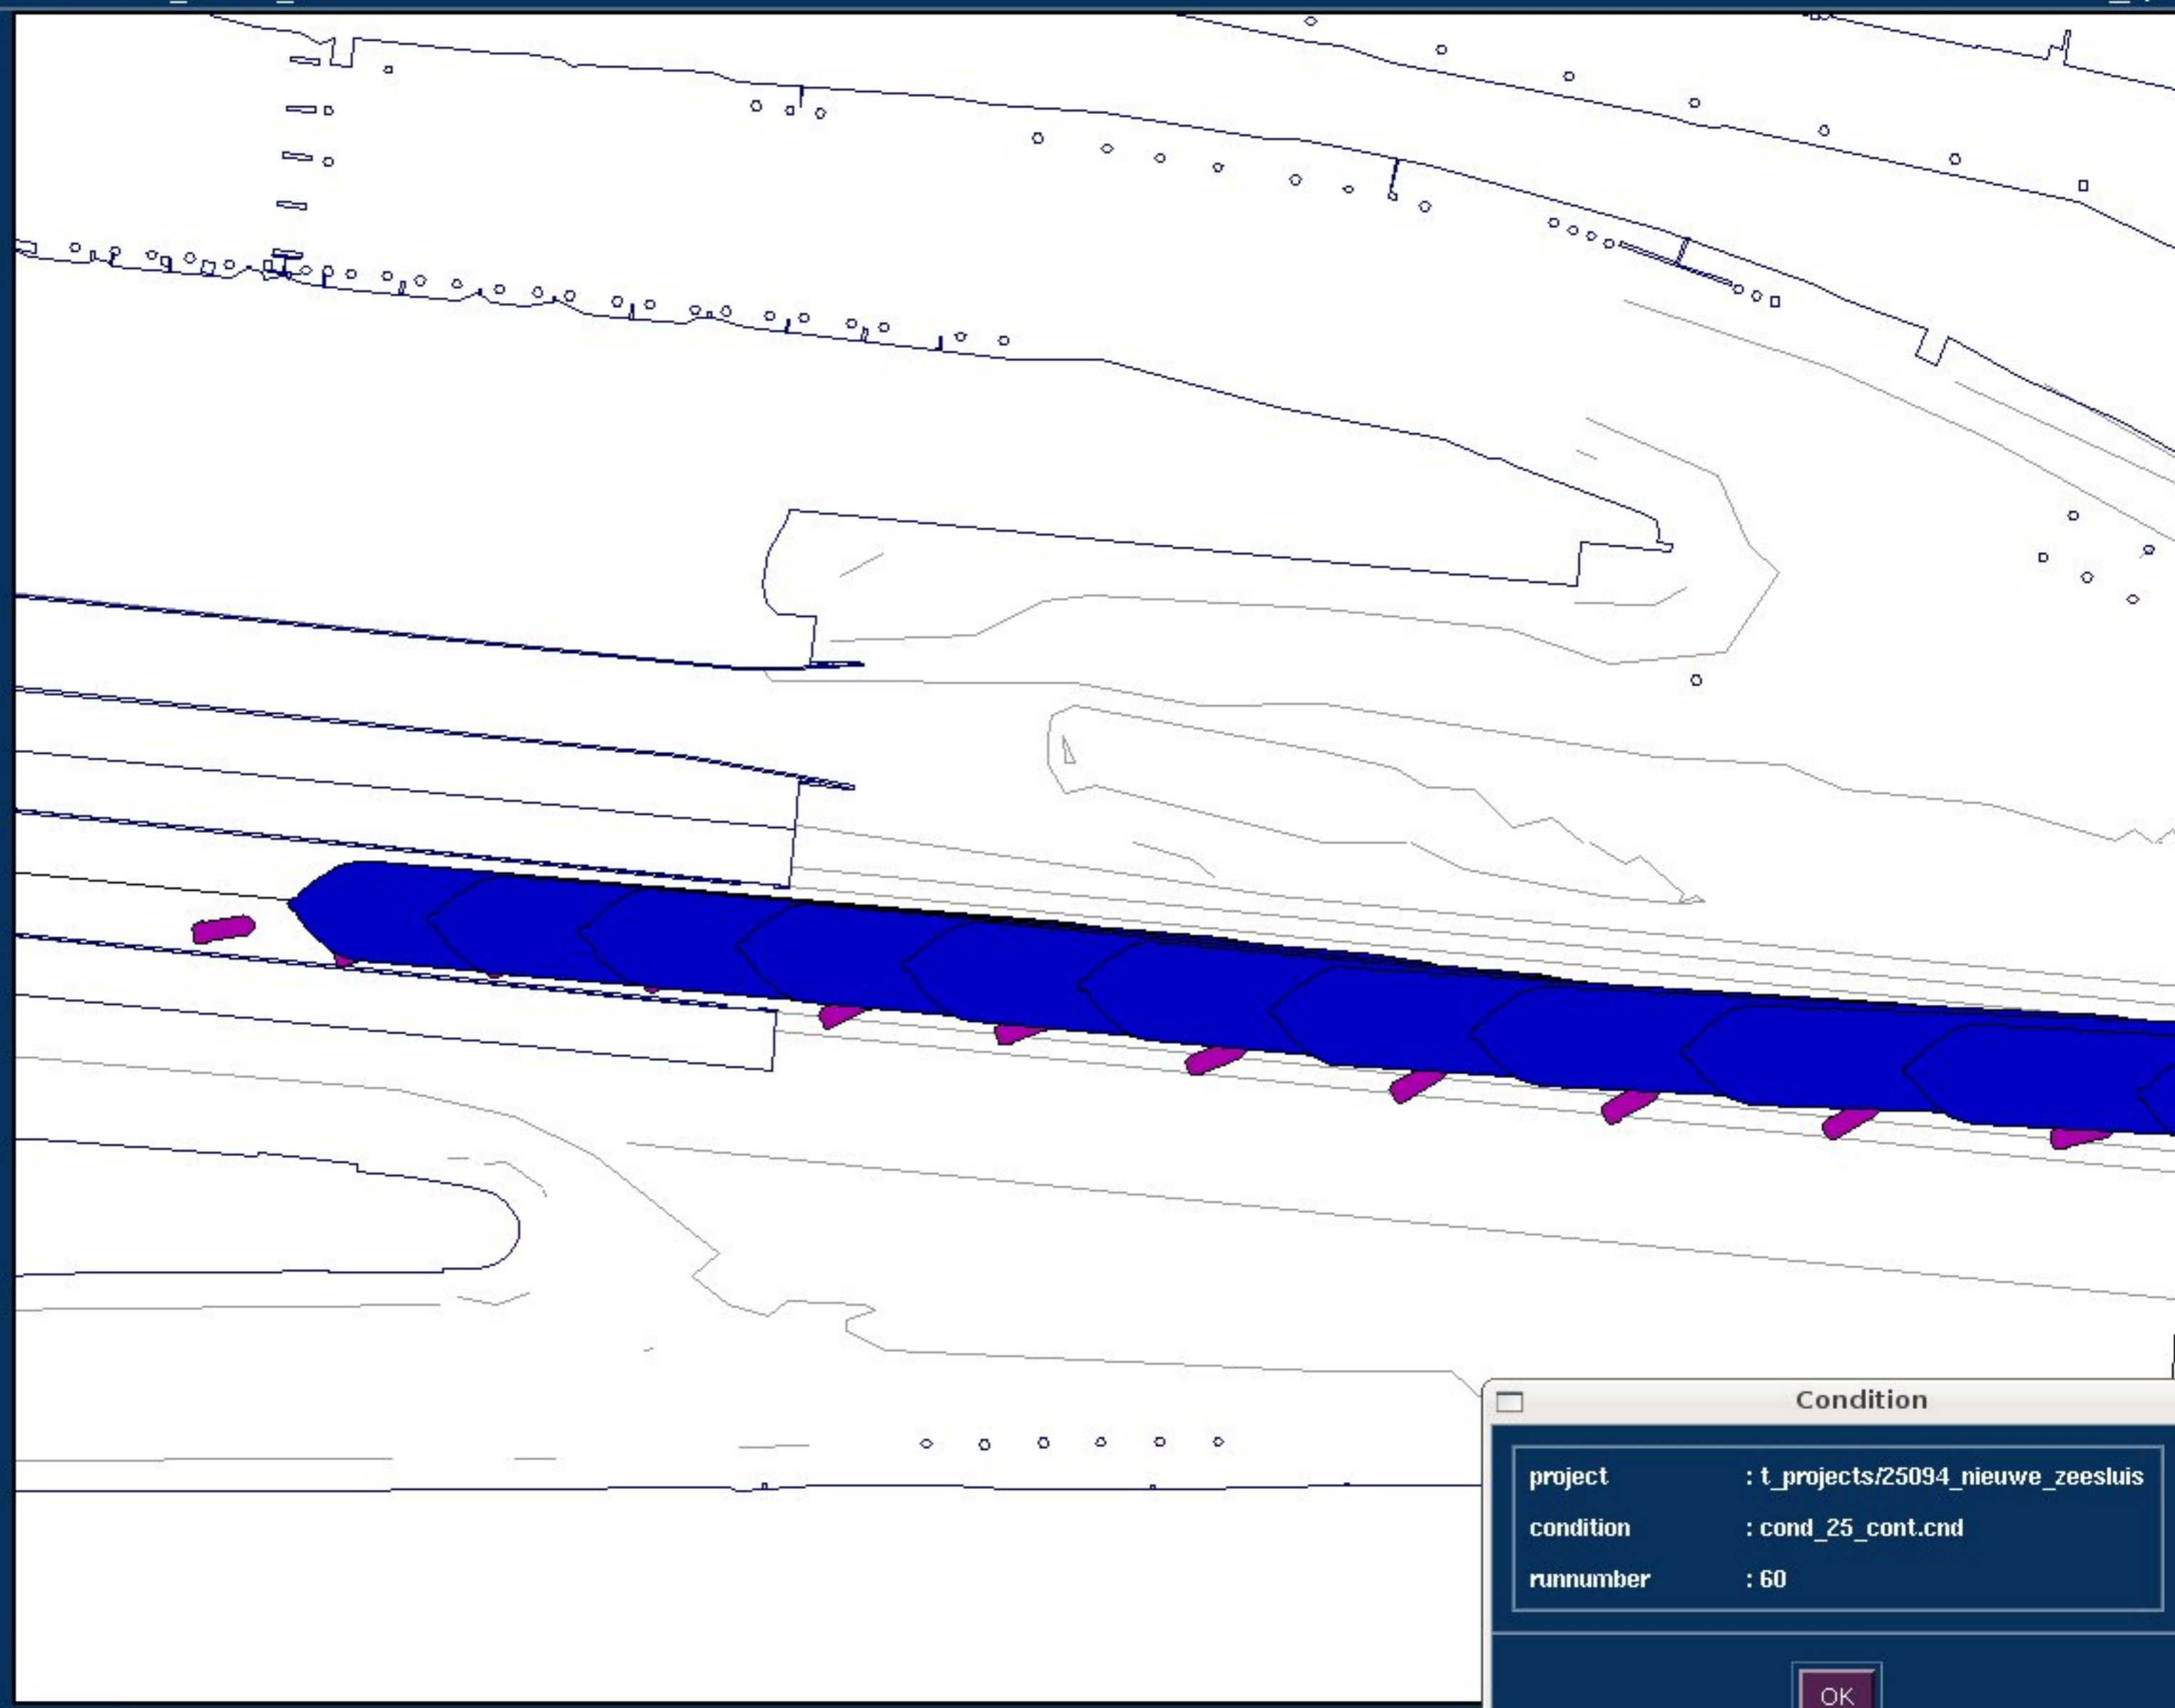 Condition
project : t_projects/25094_nieuwe_zeesluis
condition : cond_25_cont.cnd
runnumber : 60
OK